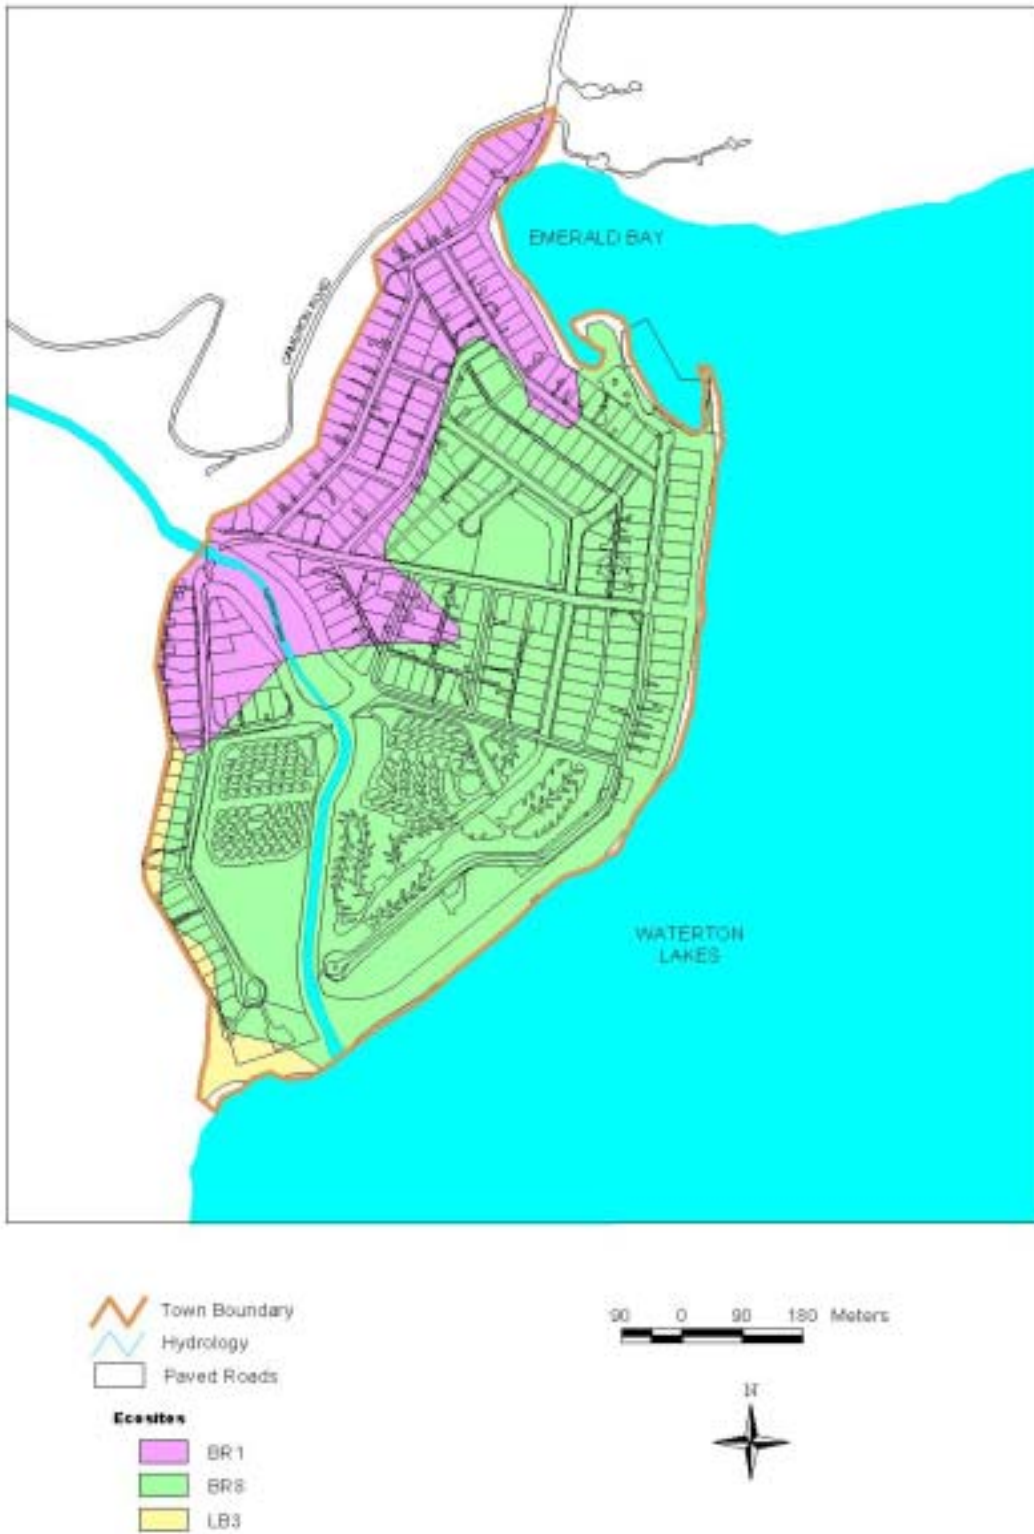 EMERALD BAY
WATERTON
LAKES
Town Boundary
Hydrology
Paved Roads
Ecosites
BR1
BR8
LB3
90 0 90 180 Meters
N